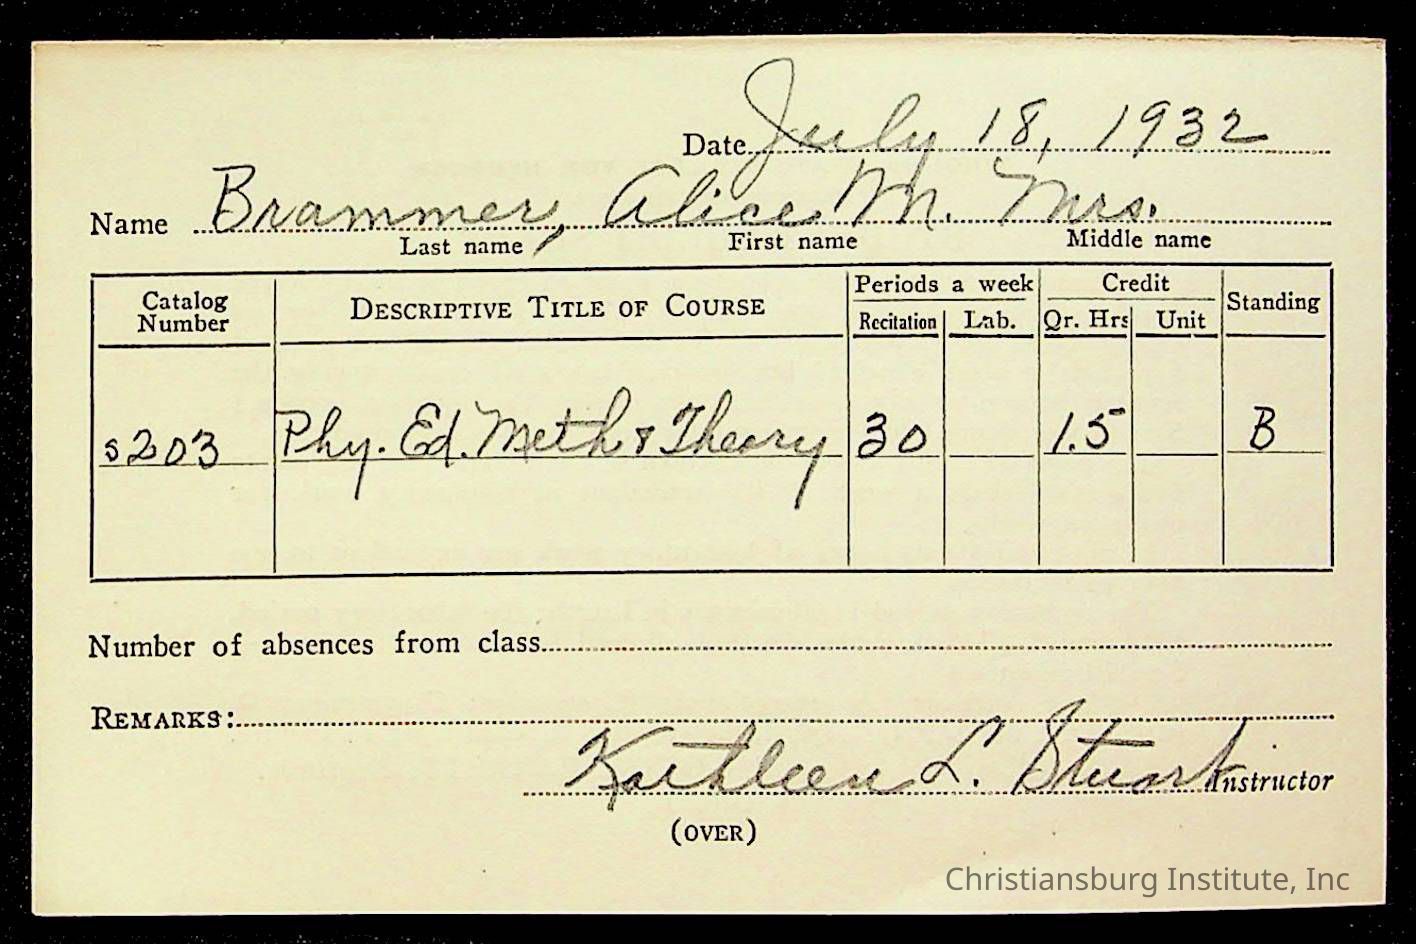 Date July 18, 1932
Name Brammer, Alice M. Mrs.
Last name First name Middle name
Catalog Number DESCRIPTIVE TITLE OF COURSE Periods a week Credit Standing
Recitation Lab. Qr. Hrs Unit
s203 Phy. Ed. Meth & Theory 30 1.5 B
Number of absences from class
REMARKS:
Kathleen L. Stuart Instructor
(OVER)
Christiansburg Institute, Inc